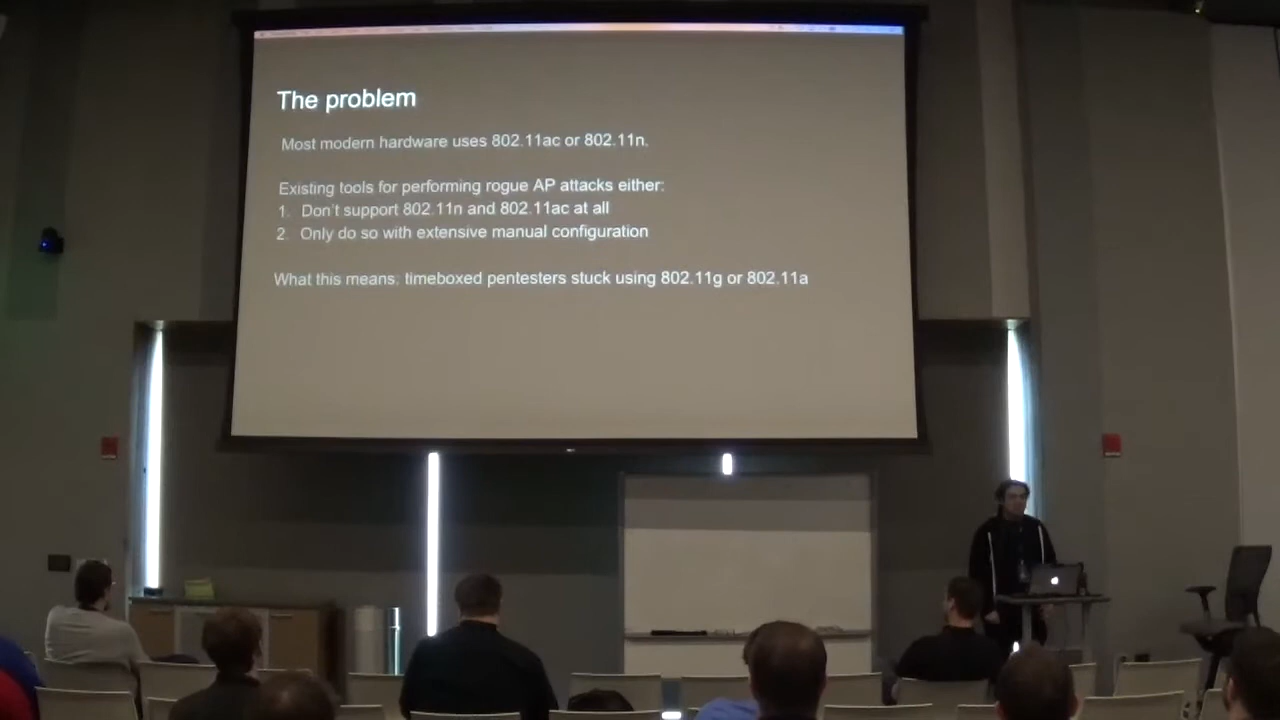 The problem
Most modern hardware uses 802.11ac or 802.11n.
Existing tools for performing rogue AP attacks either:
1. Don't support 802.11n and 802.11ac at all
2. Only do so with extensive manual configuration
What this means: timeboxed pentesters stuck using 802.11g or 802.11a